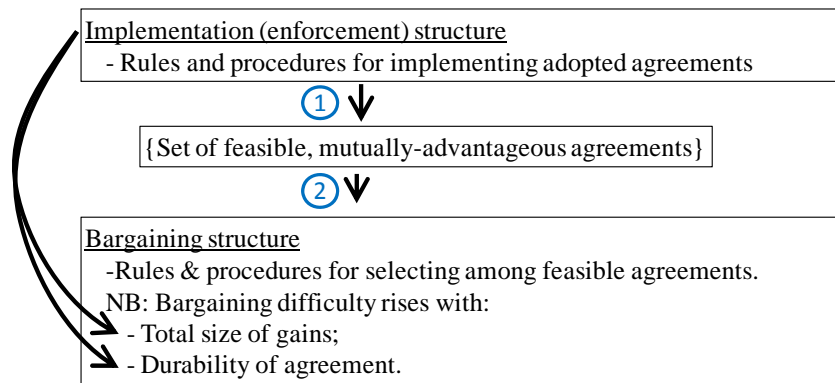 Implementation (enforcement) structure
- Rules and procedures for implementing adopted agreements
1
{Set of feasible, mutually-advantageous agreements}
2
Bargaining structure
-Rules & procedures for selecting among feasible agreements.
NB: Bargaining difficulty rises with:
- Total size of gains;
- Durability of agreement.